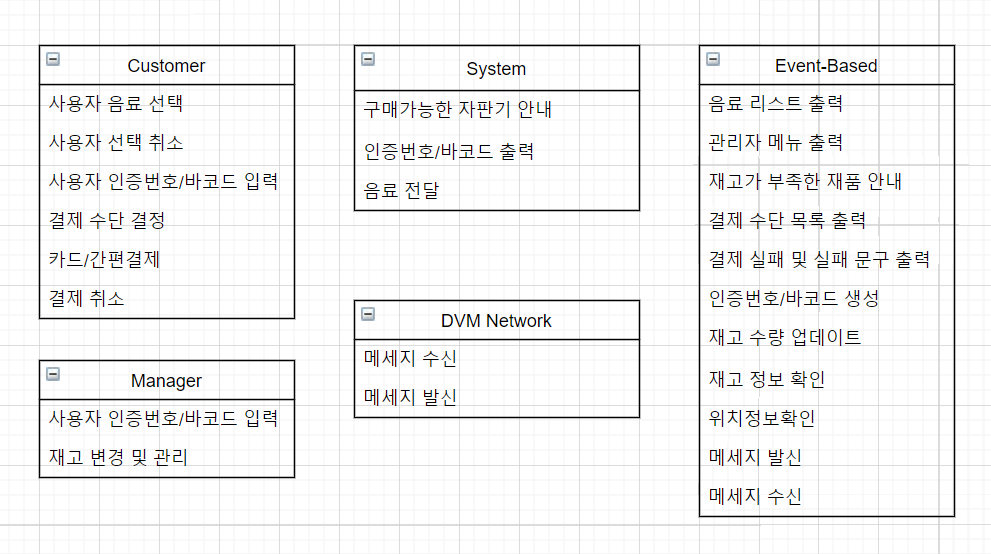 Customer
사용자 음료 선택
사용자 선택 취소
사용자 인증번호/바코드 입력
결제 수단 결정
카드/간편결제
결제 취소
Manager
사용자 인증번호/바코드 입력
재고 변경 및 관리
System
구매가능한 자판기 안내
인증번호/바코드 출력
음료 전달
DVM Network
메세지 수신
메세지 발신
Event-Based
음료 리스트 출력
관리자 메뉴 출력
재고가 부족한 재품 안내
결제 수단 목록 출력
결제 실패 및 실패 문구 출력
인증번호/바코드 생성
재고 수량 업데이트
재고 정보 확인
위치정보확인
메세지 발신
메세지 수신